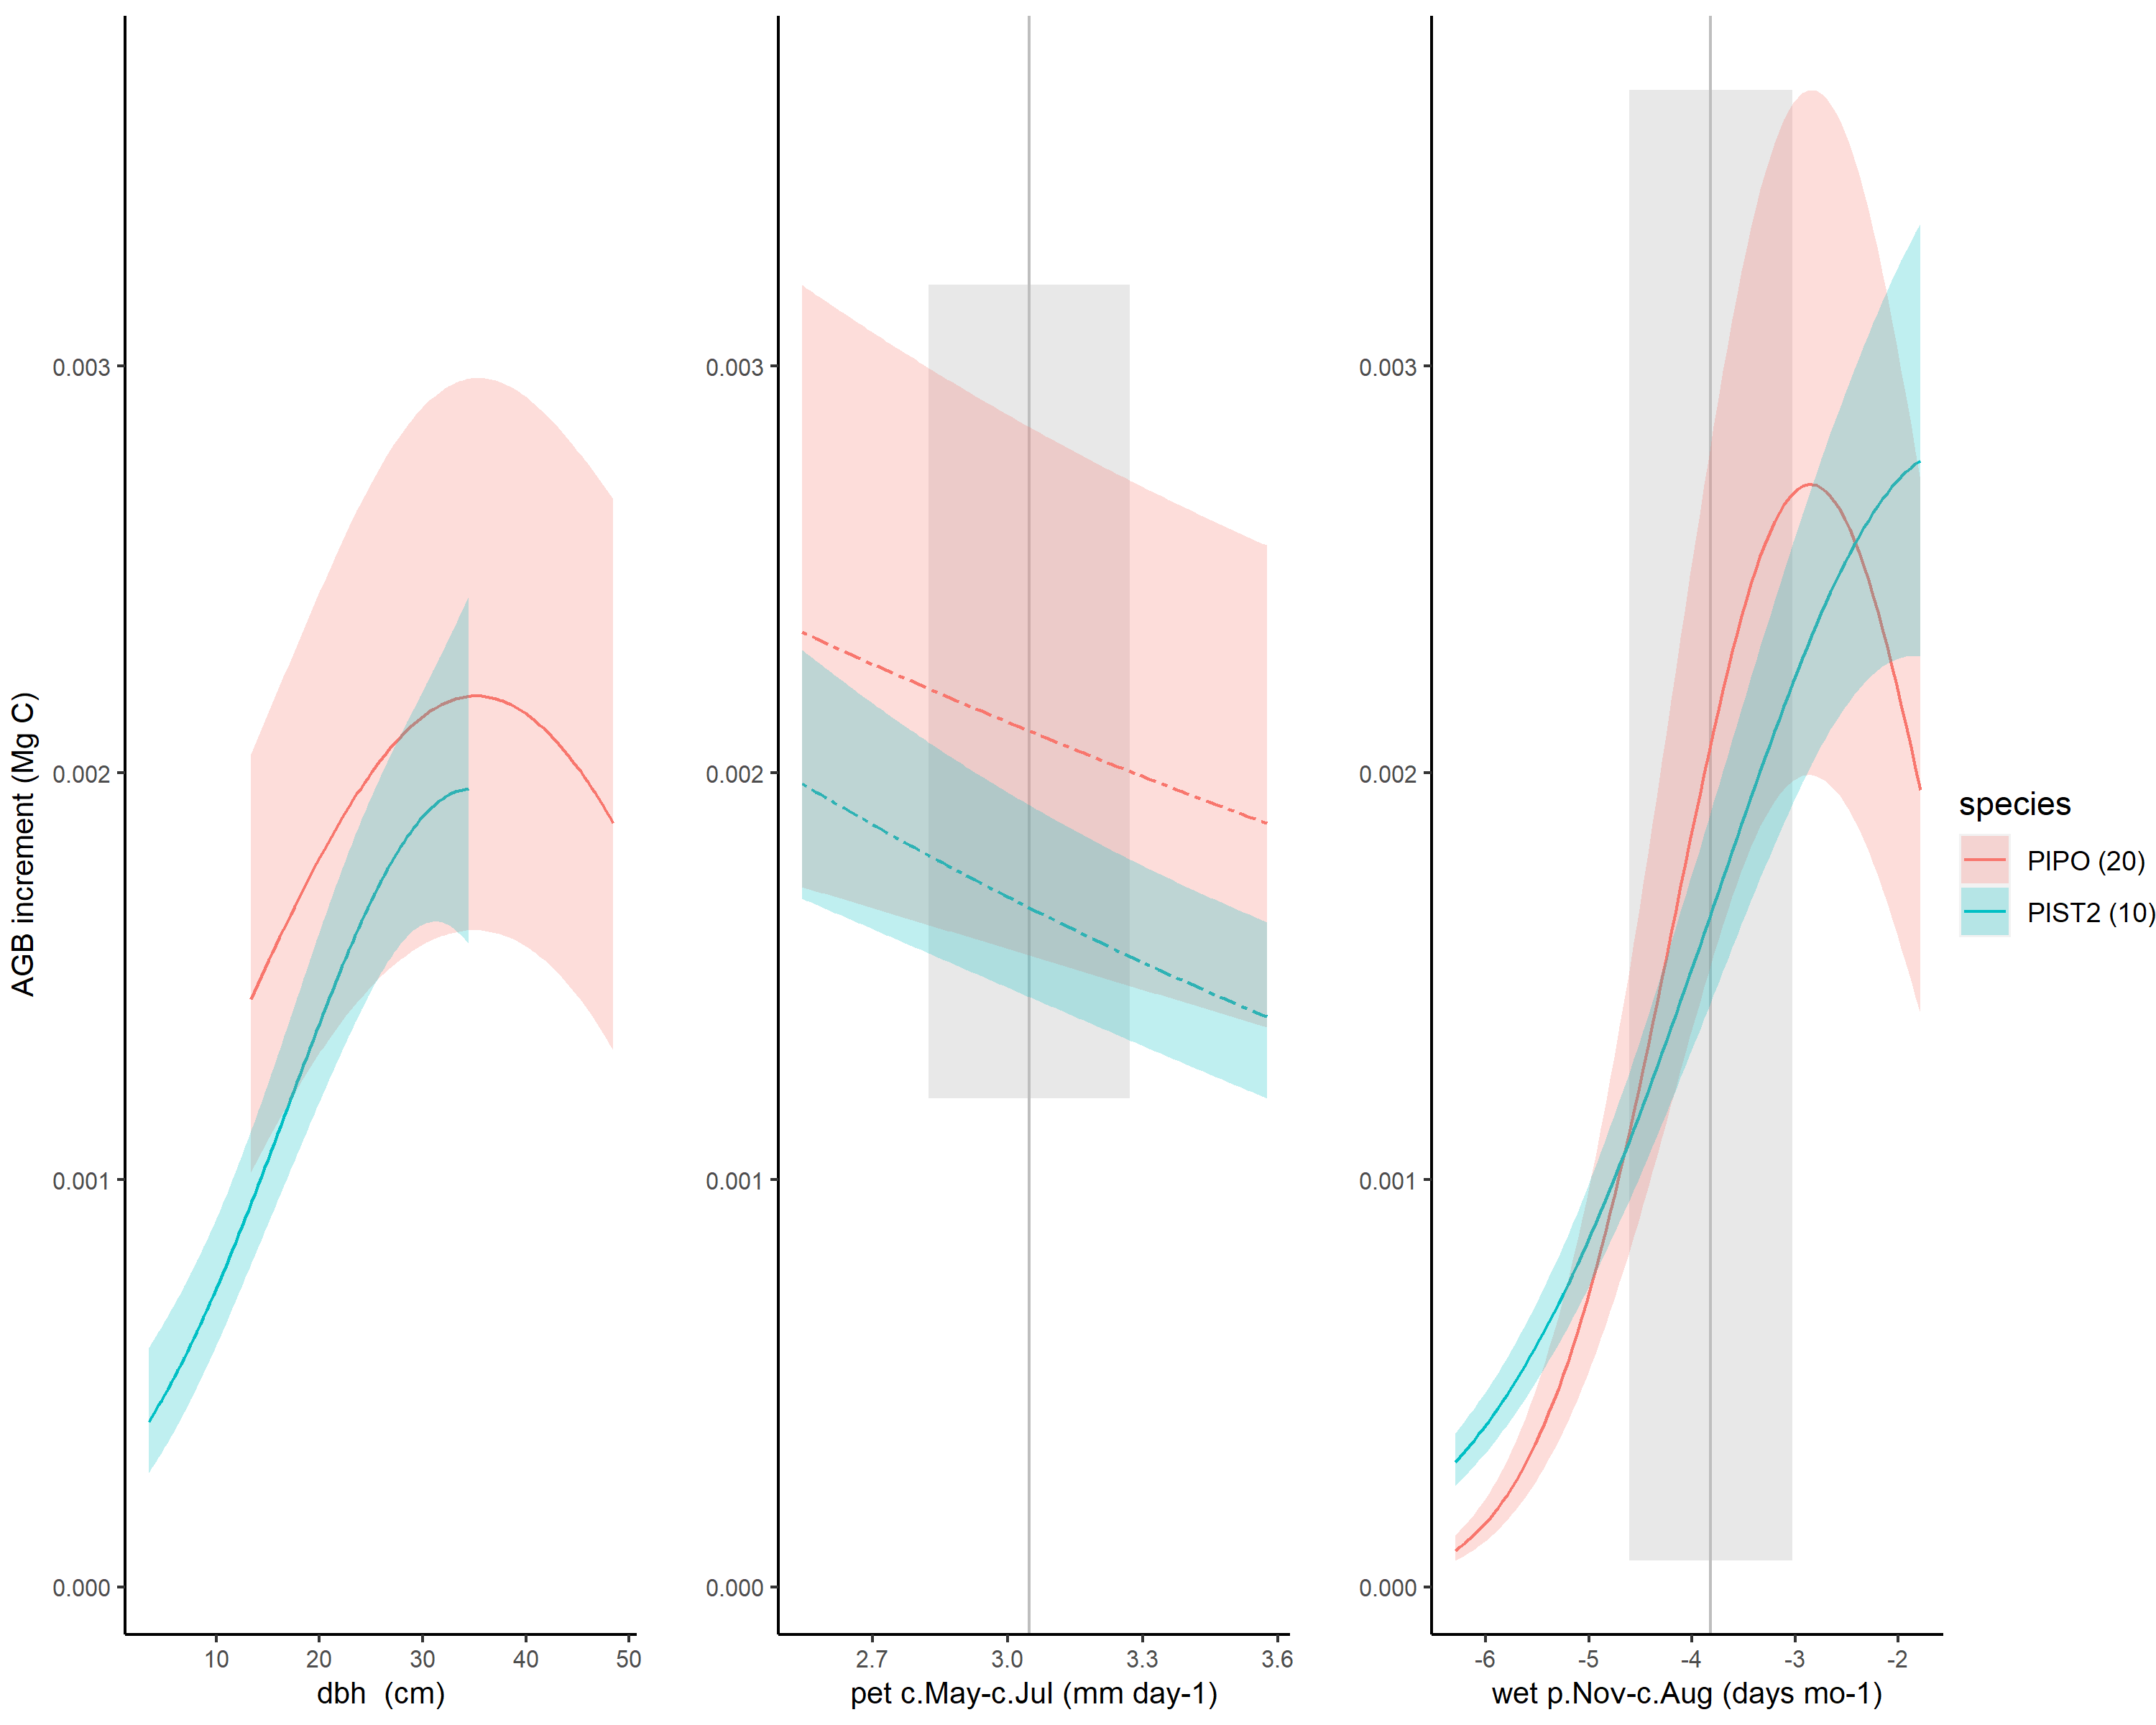 AGB increment (Mg C)
0.003
0.002
0.001
0.000
10 20 30 40 50
dbh  (cm)
0.003
0.002
0.001
0.000
2.7 3.0 3.3 3.6
pet c.May-c.Jul (mm day-1)
0.003
0.002
0.001
0.000
-6 -5 -4 -3 -2
wet p.Nov-c.Aug (days mo-1)
species
PIPO (20)
PIST2 (10)